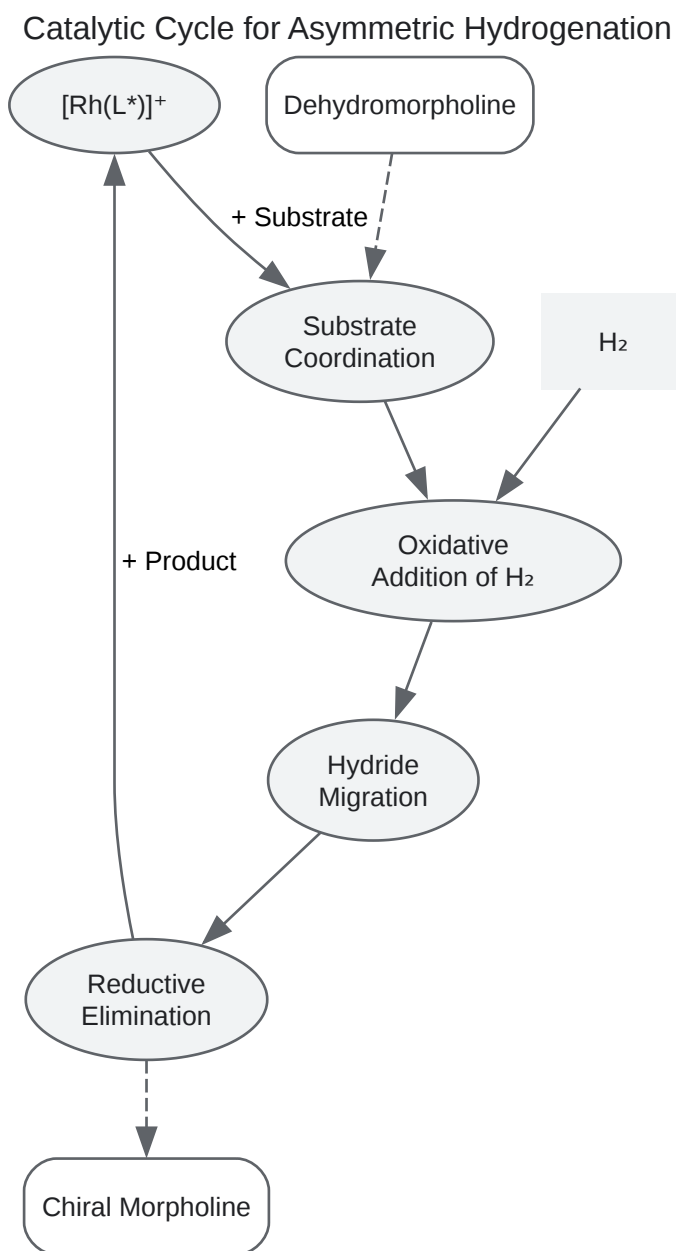 Catalytic Cycle for Asymmetric Hydrogenation
[Rh(L*)]⁺
Dehydromorpholine
+ Substrate
Substrate
Coordination
H₂
Oxidative
Addition of H₂
+ Product
Hydride
Migration
Reductive
Elimination
Chiral Morpholine